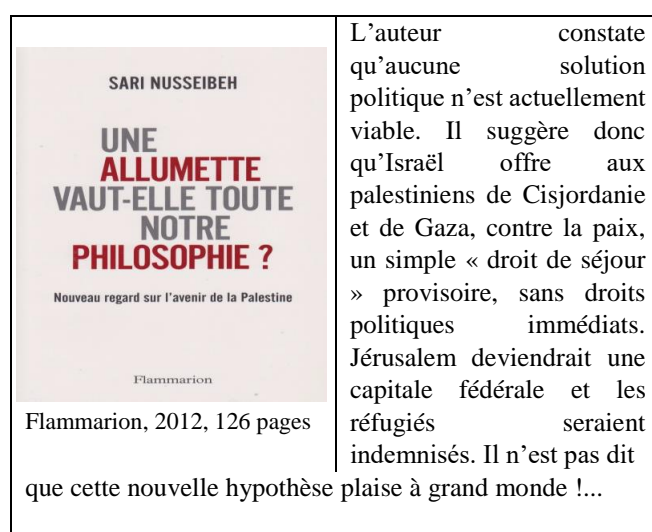 SARI NUSSEIBEH
UNE
ALLUMETTE
VAUT-ELLE TOUTE
NOTRE
PHILOSOPHIE ?
Nouveau regard sur l'avenir de la Palestine
Flammarion
Flammarion, 2012, 126 pages
L'auteur constate
qu'aucune solution
politique n'est actuellement
viable. Il suggère donc
qu'Israël offre aux
palestiniens de Cisjordanie
et de Gaza, contre la paix,
un simple « droit de séjour
» provisoire, sans droits
politiques immédiats.
Jérusalem deviendrait une
capitale fédérale et les
réfugiés seraient
indemnisés. Il n'est pas dit
que cette nouvelle hypothèse plaise à grand monde !...